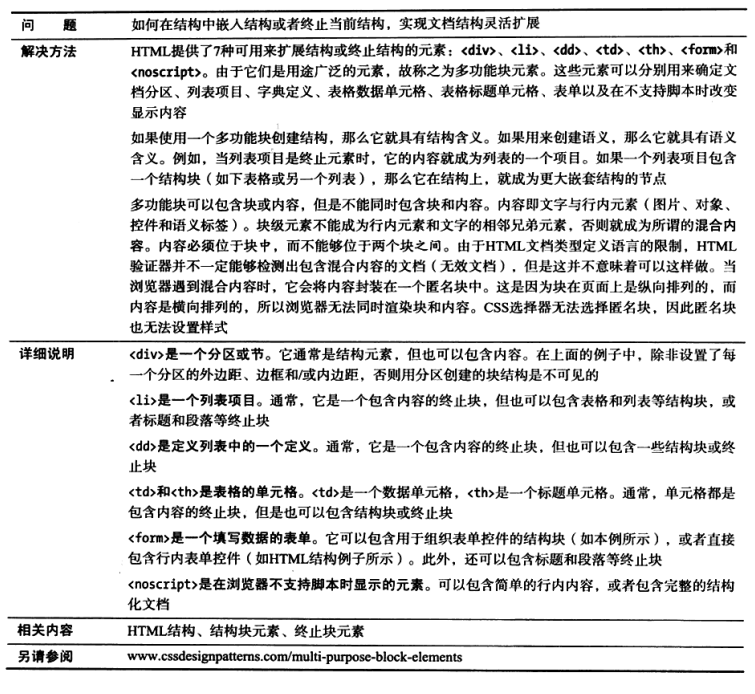 问 题 如何在结构中嵌入结构或者终止当前结构，实现文档结构灵活扩展
解决方法 HTML提供了7种可用来扩展结构或终止结构的元素：<div>、<li>、<dd>、<td>、<th>、<form>和
<noscript>。由于它们是用途广泛的元素，故称之为多功能块元素。这些元素可以分别用来确定文
档分区、列表项目、字典定义、表格数据单元格、表格标题单元格、表单以及在不支持脚本时改变
显示内容
如果使用一个多功能块创建结构，那么它就具有结构含义。如果用来创建语义，那么它就具有语义
含义。例如，当列表项目是终止元素时，它的内容就成为列表的一个项目。如果一个列表项目包含
一个结构块（如下表格或另一个列表），那么它在结构上，就成为更大嵌套结构的节点
多功能块可以包含块或内容，但是不能同时包含块和内容。内容即文字与行内元素（图片、对象、
控件和语义标签）。块级元素不能成为行内元素和文字的相邻兄弟元素，否则就成为所谓的混合内
容。内容必须位于块中，而不能够位于两个块之间。由于HTML文档类型定义语言的限制，HTML
验证器并不一定能够检测出包含混合内容的文档（无效文档），但是这并不意味着可以这样做。当
浏览器遇到混合内容时，它会将内容封装在一个匿名块中。这是因为块在页面上是纵向排列的，而
内容是横向排列的，所以浏览器无法同时渲染块和内容。CSS选择器无法选择匿名块，因此匿名块
也无法设置样式
详细说明 <div>是一个分区或节。它通常是结构元素，但也可以包含内容。在上面的例子中，除非设置了每
一个分区的外边距、边框和/或内边距，否则用分区创建的块结构是不可见的
<li>是一个列表项目。通常，它是一个包含内容的终止块，但也可以包含表格和列表等结构块，或
者标题和段落等终止块
<dd>是定义列表中的一个定义。通常，它是一个包含内容的终止块，但也可以包含一些结构块或终
止块
<td>和<th>是表格的单元格。<td>是一个数据单元格，<th>是一个标题单元格。通常，单元格都是
包含内容的终止块，但是也可以包含结构块或终止块
<form>是一个填写数据的表单。它可以包含用于组织表单控件的结构块（如本例所示），或者直接
包含行内表单控件（如HTML结构例子所示）。此外，还可以包含标题和段落等终止块
<noscript>是在浏览器不支持脚本时显示的元素。可以包含简单的行内内容，或者包含完整的结构
化文档
相关内容 HTML结构、结构块元素、终止块元素
另请参阅 www.cssdesignpatterns.com/multi-purpose-block-elements